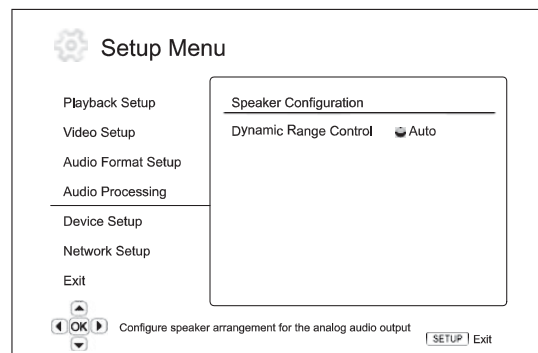 Setup Menu
Playback Setup
Video Setup
Audio Format Setup
Audio Processing
Device Setup
Network Setup
Exit
Speaker Configuration
Dynamic Range Control Auto
OK
Configure speaker arrangement for the analog audio output
SETUP Exit